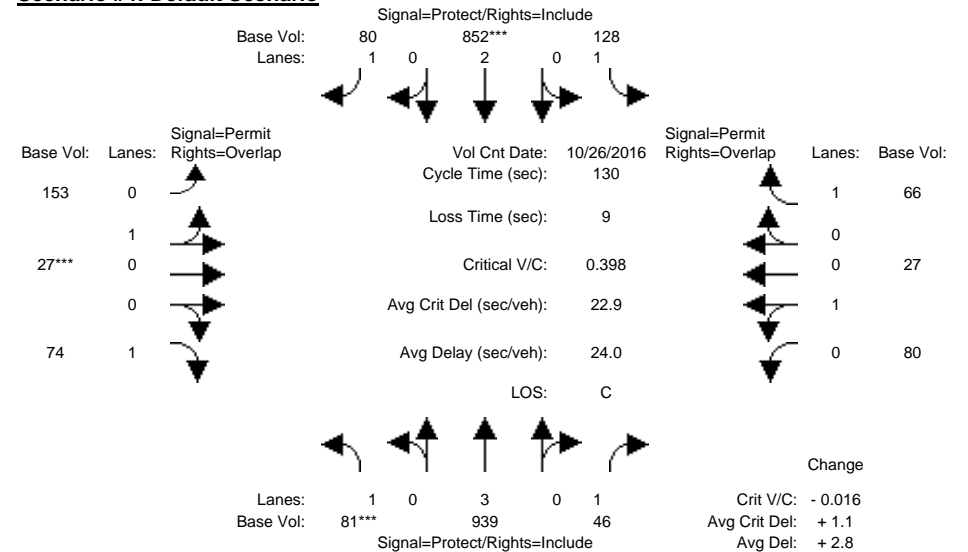 Signal=Protect/Rights=Include
Base Vol: 80 852*** 128
Lanes: 1 0 2 0 1
Signal=Permit Signal=Permit
Base Vol: Lanes: Rights=Overlap Vol Cnt Date: 10/26/2016 Rights=Overlap Lanes: Base Vol:
Cycle Time (sec): 130
153 0 1 66
Loss Time (sec): 9
1 0
27*** 0 Critical V/C: 0.398 0 27
0 Avg Crit Del (sec/veh): 22.9 1
74 1 Avg Delay (sec/veh): 24.0 0 80
LOS: C
Change
Lanes: 1 0 3 0 1 Crit V/C: - 0.016
Base Vol: 81*** 939 46 Avg Crit Del: + 1.1
Signal=Protect/Rights=Include Avg Del: + 2.8